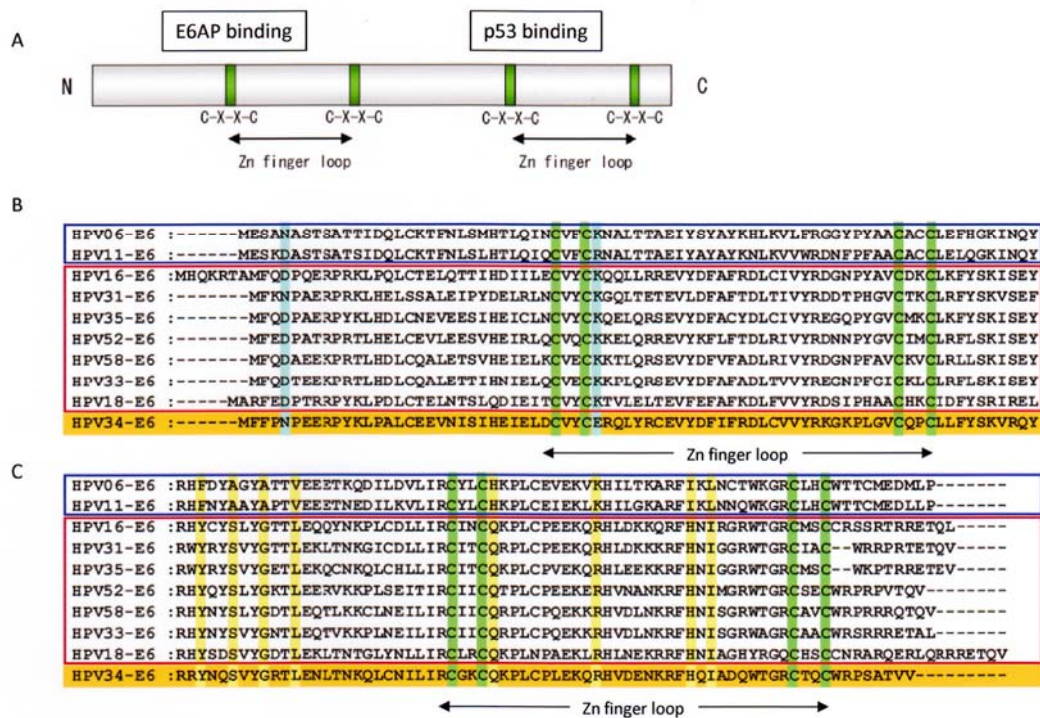 A
E6AP binding p53 binding
N C
C-X-X-C C-X-X-C C-X-X-C C-X-X-C
Zn finger loop Zn finger loop
B
HPV06-E6 :-------MESANASTSATTIDQLCKTFNLSMHTLQINCVFCKNALTTAEIYSYAYKHLKVLFRGGYPYAACACCLEFHGKINQY
HPV11-E6 :-------MESKDASTSATSIDQLCKTFNLSLHTLQIQCVFCRNALTTAEIYAYAYKNLKVVWRDNFPFAACACCLELQGKINQY
HPV16-E6 :MHQKRTAMFQDPQERPRKLPQLCTELQTTIHDIILECVYCKQQLLRREVYDFAFRDLCIVYRDGNPYAVCDKCLKFYSKISEY
HPV31-E6 :-------MFKNPAERPRKLHELSSALEIPYDELRLNCVYCKGQLTETEVLDFAFTDLTIVYRDDTPHGVCTKCLRFYSKVSEF
HPV35-E6 :-------MFQDPAERPYKLHDLCNEVEESIHEICLNCVYCKQELQRSEVYDFACYDLCIVYREGQPYGVCMKCLKFYSKISEY
HPV52-E6 :-------MFEDPATRPRTLHELCEVLEESVHEIRLQCVQCKKELQRREVYKFLFTDLRIVYRDNNPYGVCIMCLRFLSKISEY
HPV58-E6 :-------MFQDAEEKPRTLHDLCQALETSVHEIELKCVECKKTLQRSEVYDFVFADLRIVYRDGNPFAVCKVCLRLLSKISEY
HPV33-E6 :-------MFQDTEEKPRTLHDLCQALETTIHNIELQCVECKKPLQRSEVYDFAFADLTVVYREGNPFGICKLCLRFLSKISEY
HPV18-E6 :-----MARFEDPTRRPYKLPDLCTELNTSLQDIEITCVYCKTVLELTEVFEFAFKDLFVVYRDSIPHAACHKCIDFYSRIREL
HPV34-E6 :-------MFFPNPEERPYKLPALCEEVNISIHEIELDCVYCERQLYRCEVYDFIFRDLCVVYRKGKPLGVCQPCLLFYSKVRQY
Zn finger loop
C
HPV06-E6 :RHFDYAGYATTVEEETKQDILDVLIRCYLCHKPLCEVEKVKHILTKARFIKLNCTWKGRCLHCWTTCMEDMLP-------
HPV11-E6 :RHFNYAAYAPTVEEETNEDILKVLIRCYLCHKPLCEIEKLKHILGKARFIKLNNQWKGRCLHCWTTCMEDLLP-------
HPV16-E6 :RHYCYSLYGTTLEQQYNKPLCDLLIRCINCQKPLCPEEKQRHLDKKQRFHNIRGRWTGRCMSCCRSSRTRRETQL-----
HPV31-E6 :RWYRYSVYGTTLEKLTNKGICDLLIRCITCQRPLCPEEKQRHLDKKKRFHNIGGRWTGRCIAC--WRRPRTETQV-----
HPV35-E6 :RWYRYSVYGETLEKQCNKQLCHLLIRCITCQKPLCPVEKQRHLEEKKRFHNIGGRWTGRCMSC--WKPTRRETEV-----
HPV52-E6 :RHYQYSLYGKTLEERVKKPLSEITIRCIICQTPLCPEEKERHVNANKRFHNIMGRWTGRCSECWRPRPVTQV--------
HPV58-E6 :RHYNYSLYGDTLEQTLKKCLNEILIRCIICQRPLCPQEKKRHVDLNKRFHNISGRWTGRCAVCWRPRRRQTQV-------
HPV33-E6 :RHYNYSVYGNTLEQTVKKPLNEILIRCIICQRPLCPQEKKRHVDLNKRFHNISGRWAGRCAACWRSRRRETAL-------
HPV18-E6 :RHYSDSVYGDTLEKLTNTGLYNLLIRCLRCQKPLNPAEKLRHLNEKRRFHNIAGHYRGQCHSCCNRARQERLQRRRETQV
HPV34-E6 :RRYNQSVYGRTLENLTNKQLCNILIRCGKCQKPLCPLEKQRHVDENKRFHQIADQWTGRCTQCWRPSATVV---------
Zn finger loop